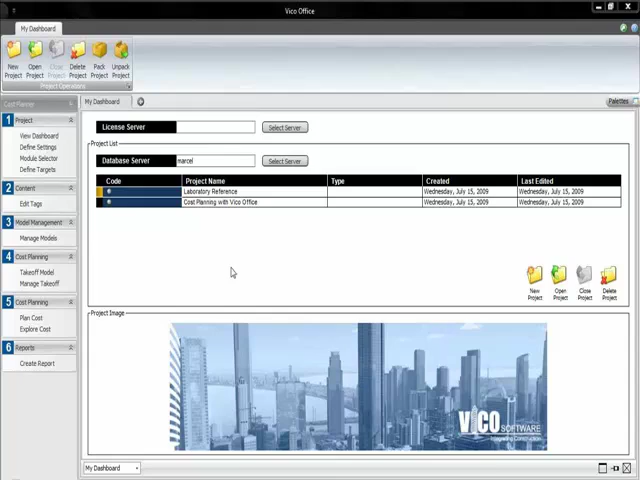 Vico Office
My Dashboard
New Project
Open Project
Close Project
Delete Project
Pack Project
Unpack Project
Project Operations
Cost Planner
My Dashboard
Palettes
1 Project
View Dashboard
Define Settings
Module Selector
Define Targets
2 Content
Edit Tags
3 Model Management
Manage Models
4 Cost Planning
Takeoff Model
Manage Takeoff
5 Cost Planning
Plan Cost
Explore Cost
6 Reports
Create Report
License Server
Select Server
Project List
Database Server marcel Select Server
Code Project Name Type Created Last Edited
Laboratory Reference Wednesday, July 15, 2009 Wednesday, July 15, 2009
Cost Planning with Vico Office Wednesday, July 15, 2009 Wednesday, July 15, 2009
New Project
Open Project
Close Project
Delete Project
Project Image
VICO SOFTWARE
Integrating Construction
My Dashboard